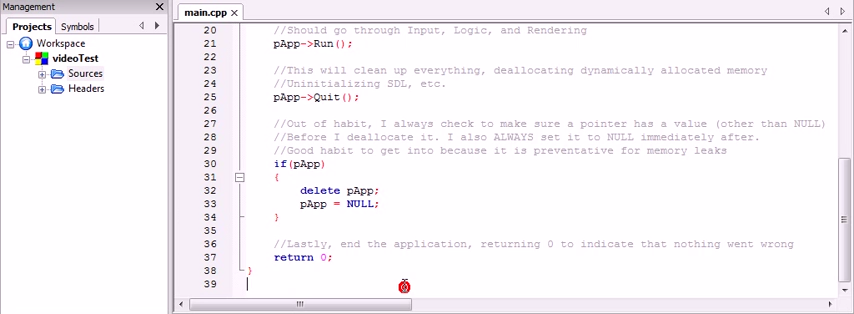 Management
Projects
Symbols
Workspace
videoTest
Sources
Headers
main.cpp
20 //Should go through Input, Logic, and Rendering
21 pApp->Run();
22
23 //This will clean up everything, deallocating dynamically allocated memory
24 //Uninitializing SDL, etc.
25 pApp->Quit();
26
27 //Out of habit, I always check to make sure a pointer has a value (other than NULL)
28 //Before I deallocate it. I also ALWAYS set it to NULL immediately after.
29 //Good habit to get into because it is preventative for memory leaks
30 if(pApp)
31 {
32 delete pApp;
33 pApp = NULL;
34 }
35
36 //Lastly, end the application, returning 0 to indicate that nothing went wrong
37 return 0;
38 }
39